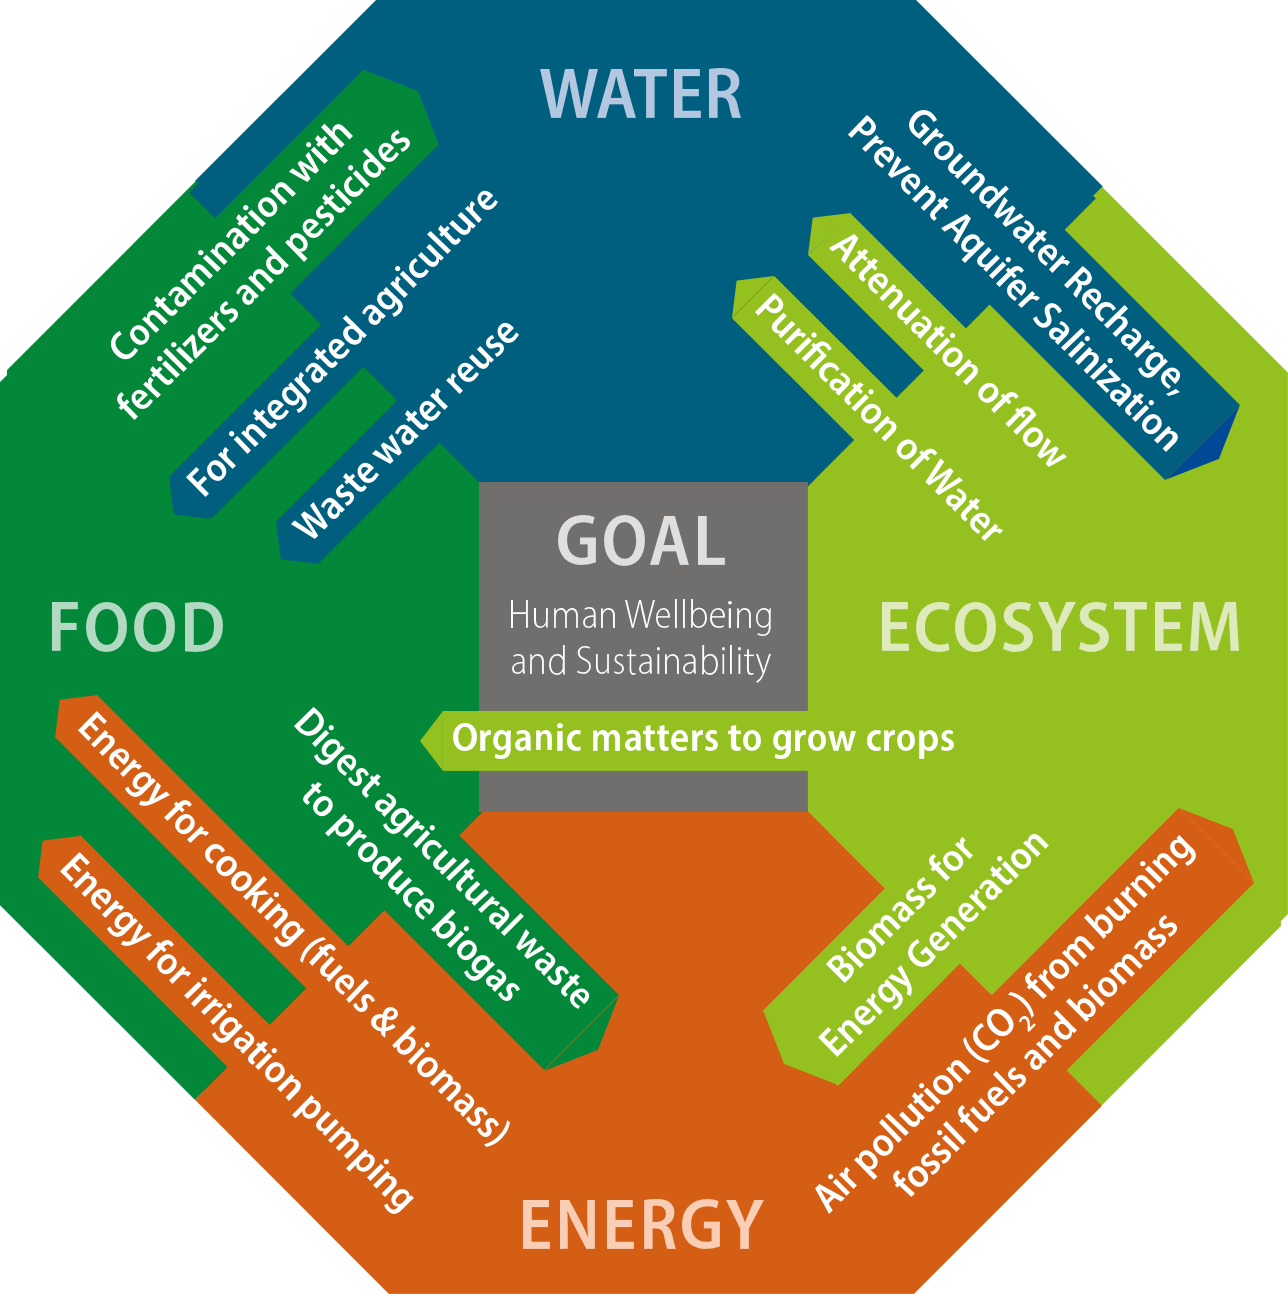 WATER
Contamination with
fertilizers and pesticides
For integrated agriculture
Waste water reuse
Groundwater Recharge,
Prevent Aquifer Salinization
Attenuation of flow
Purification of Water
GOAL
Human Wellbeing
and Sustainability
FOOD
ECOSYSTEM
Organic matters to grow crops
Energy for cooking (fuels & biomass)
Energy for irrigation pumping
Digest agricultural waste
to produce biogas
Biomass for
Energy Generation
Air pollution (CO₂) from burning
fossil fuels and biomass
ENERGY